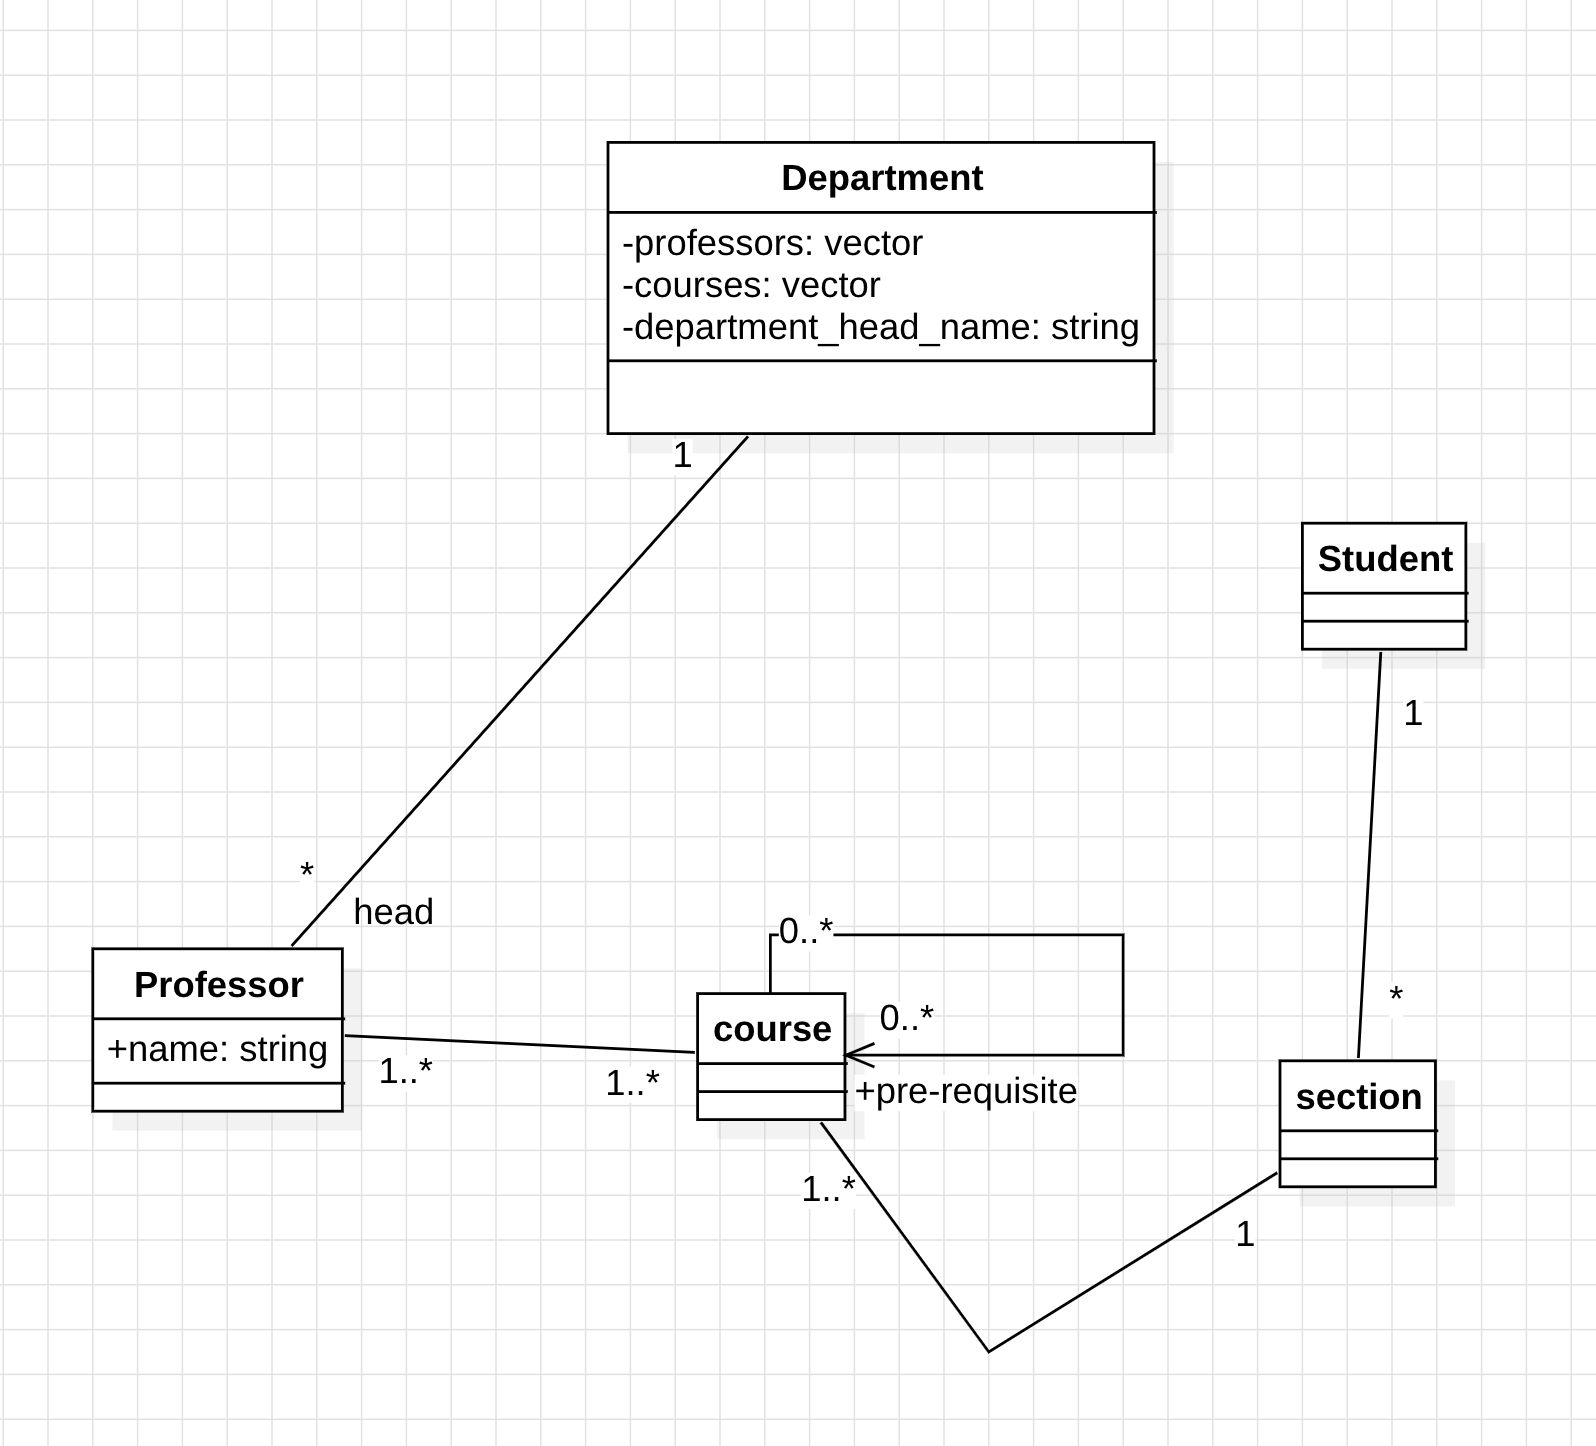 Department
-professors: vector
-courses: vector
-department_head_name: string
1
Student
1
*
head
Professor
+name: string
1..*
1..*
0..*
course
0..*
+pre-requisite
*
section
1..*
1